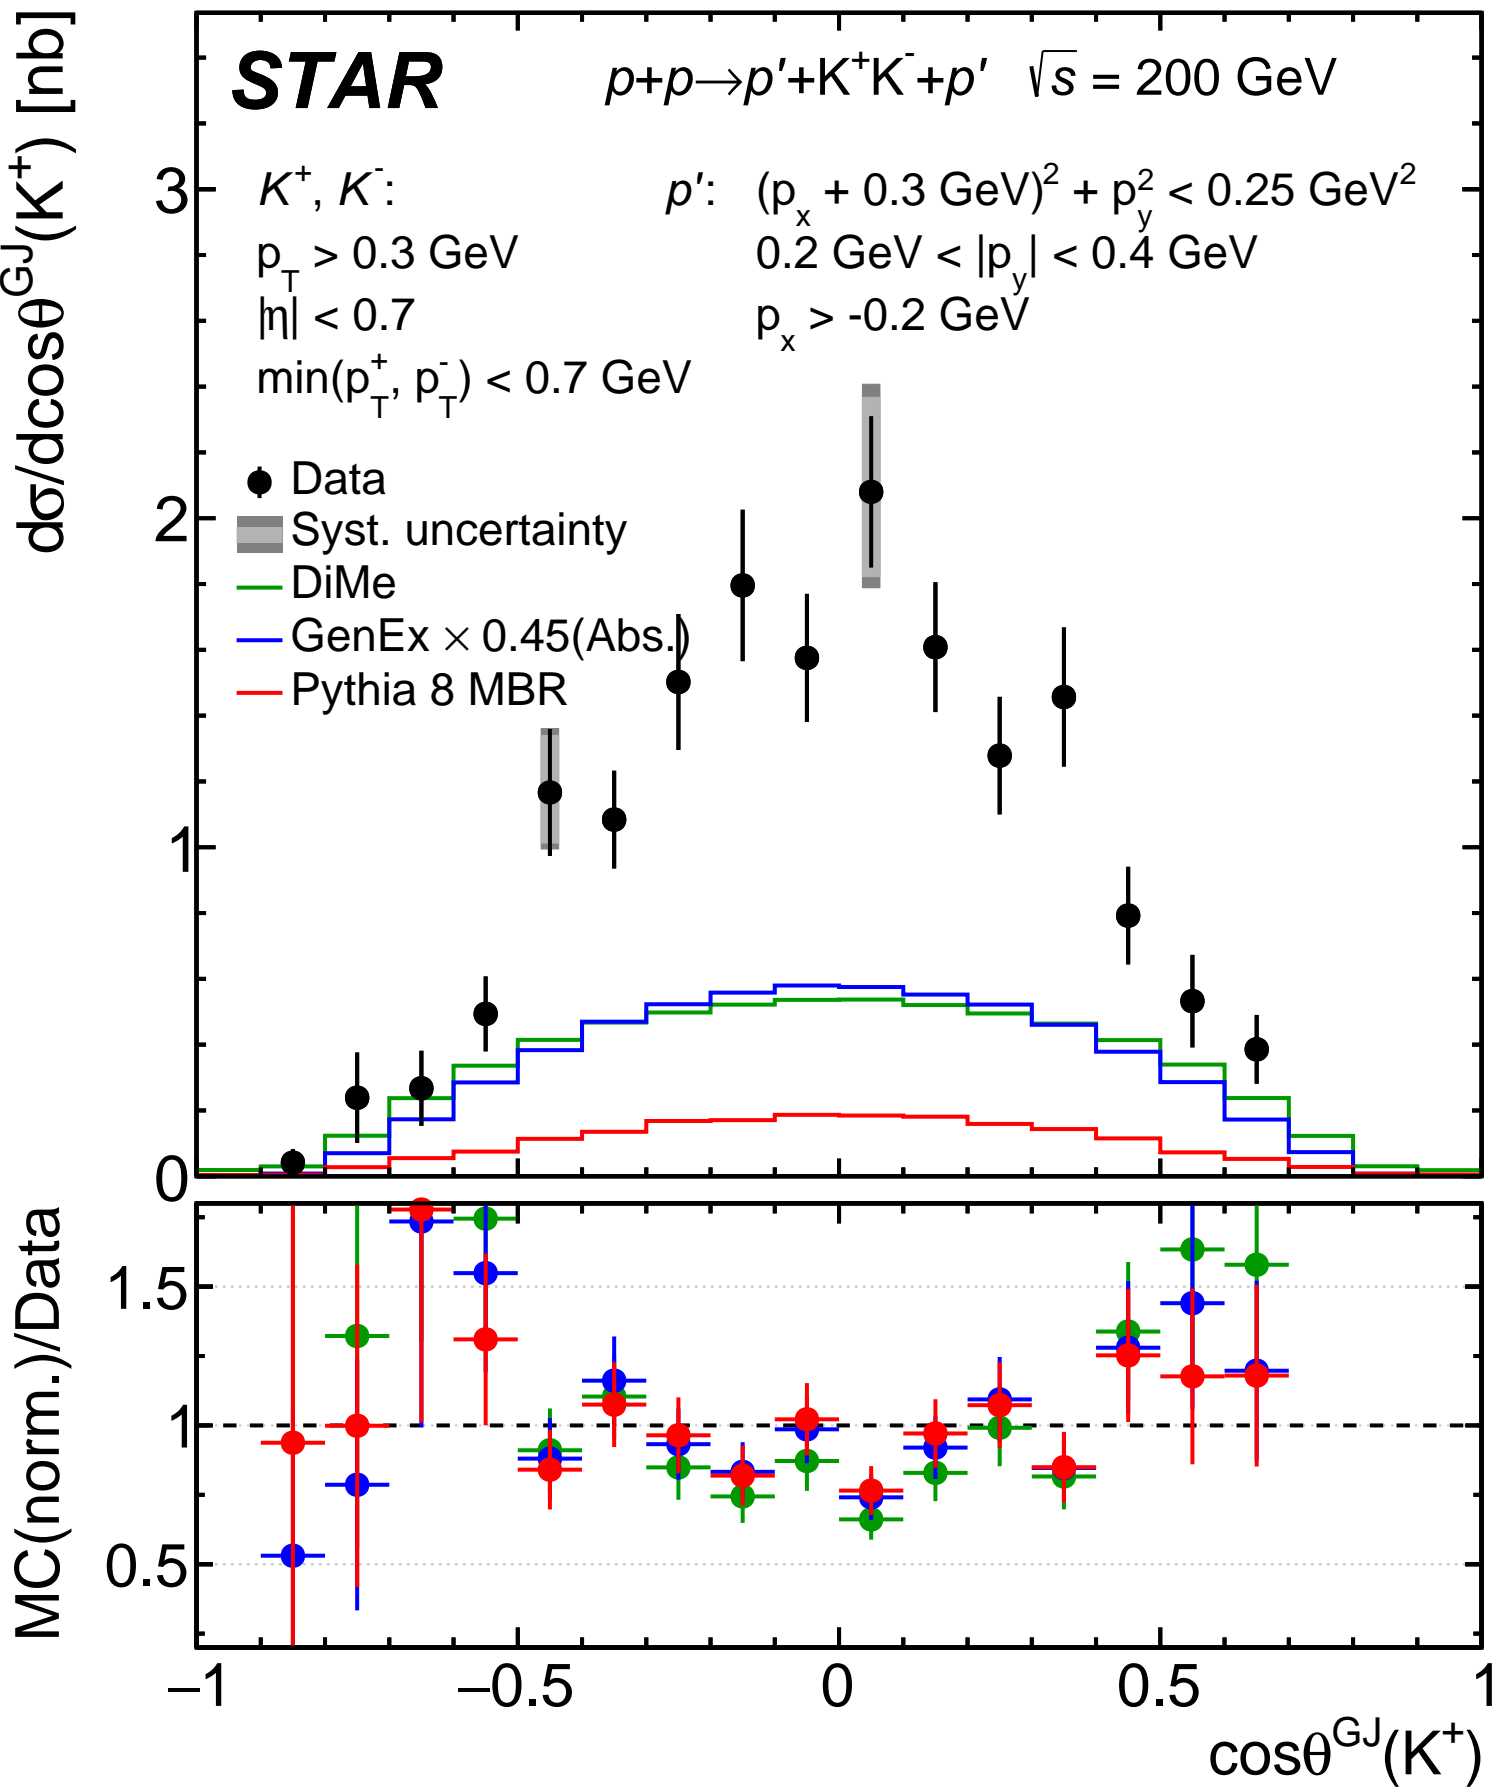 dσ/dcosθ^GJ(K⁺) [nb]
STAR p+p→p′+K⁺K⁻+p′ √s = 200 GeV
K⁺, K⁻: p′: (p_x + 0.3 GeV)² + p_y² < 0.25 GeV²
p_T > 0.3 GeV 0.2 GeV < |p_y| < 0.4 GeV
|η| < 0.7 p_x > -0.2 GeV
min(p_T⁺, p_T⁻) < 0.7 GeV
Data
Syst. uncertainty
DiMe
GenEx × 0.45(Abs.)
Pythia 8 MBR
3
2
1
0
MC(norm.)/Data
1.5
1
0.5
−1 −0.5 0 0.5 1
cosθ^GJ(K⁺)